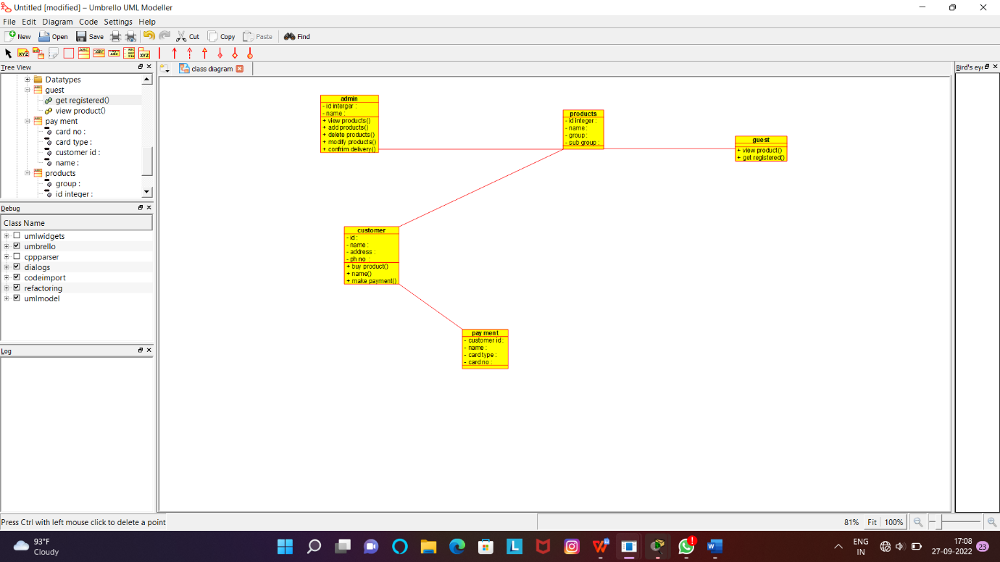 Untitled [modified] – Umbrello UML Modeller
File Edit Diagram Code Settings Help
New Open Save Cut Copy Paste Find
Tree View
class diagram
Bird's eye
Datatypes
guest
get registered()
view product()
pay ment
card no :
card type :
customer id :
name :
products
group :
id integer :
Debug
Class Name
umlwidgets
umbrello
cppparser
dialogs
codeimport
refactoring
umlmodel
Log
admin
- id interger :
- name :
+ view products()
+ add products()
+ delete products()
+ modify products()
+ confrim delivery()
products
- id integer :
- name :
- group :
- sub group :
guest
+ view product()
+ get registered()
customer
- id :
- name :
- address :
- ph no :
+ buy product()
+ name()
+ make payment()
pay ment
- customer id :
- name :
- card type :
- card no :
Press Ctrl with left mouse click to delete a point
81% Fit 100%
93°F
Cloudy
ENG
IN
17:08
27-09-2022
23